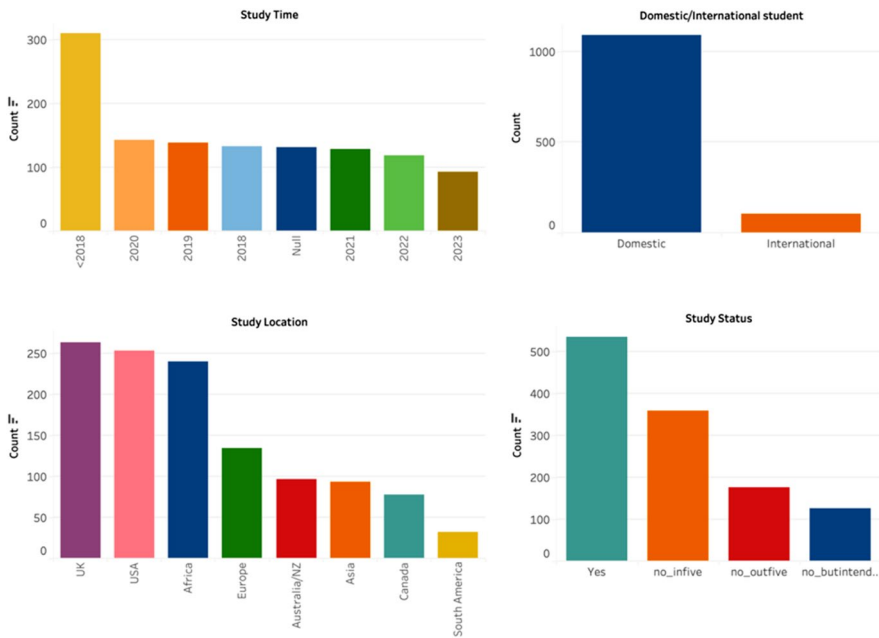 Study Time
Count
300
200
100
0
<2018
2020
2019
2018
Null
2021
2022
2023
Domestic/International student
Count
1000
500
0
Domestic
International
Study Location
Count
250
200
150
100
50
0
UK
USA
Africa
Europe
Australia/NZ
Asia
Canada
South America
Study Status
Count
500
400
300
200
100
0
Yes
no_infive
no_outfive
no_butintend..